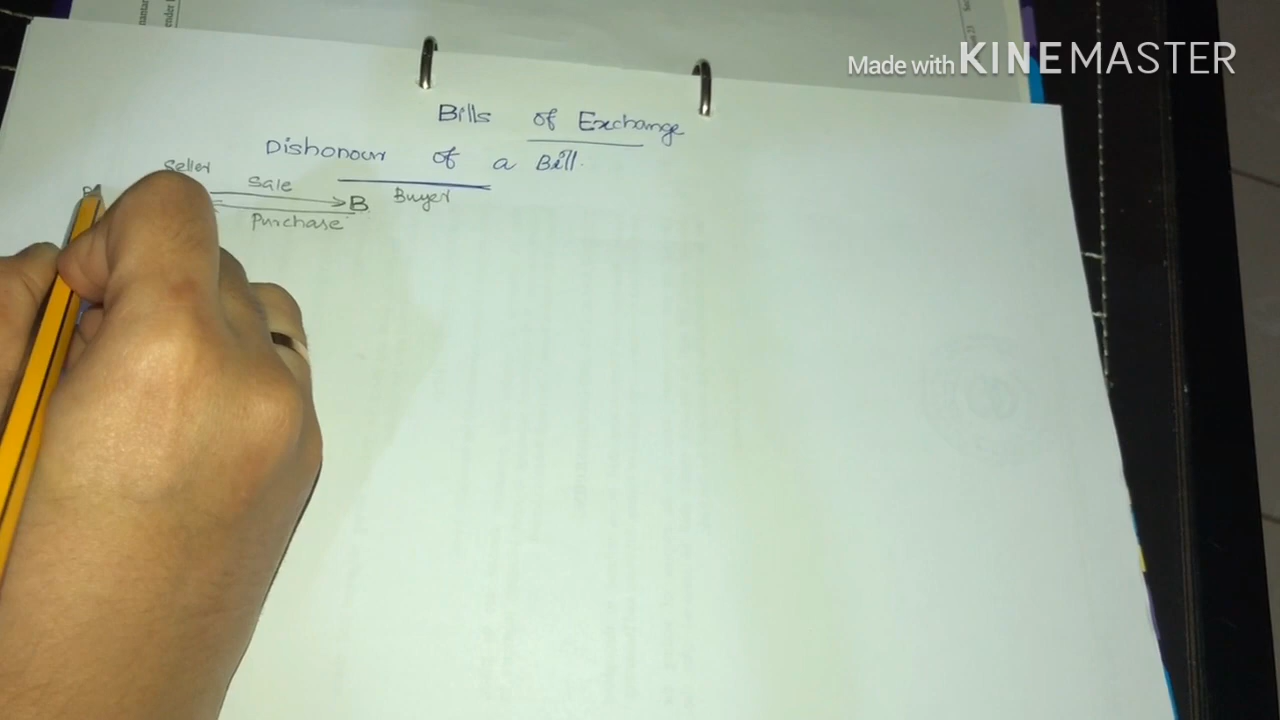 Made with KINEMASTER
Bills of Exchange
Dishonour of a Bill.
Seller
Sale
B
Buyer
Purchase